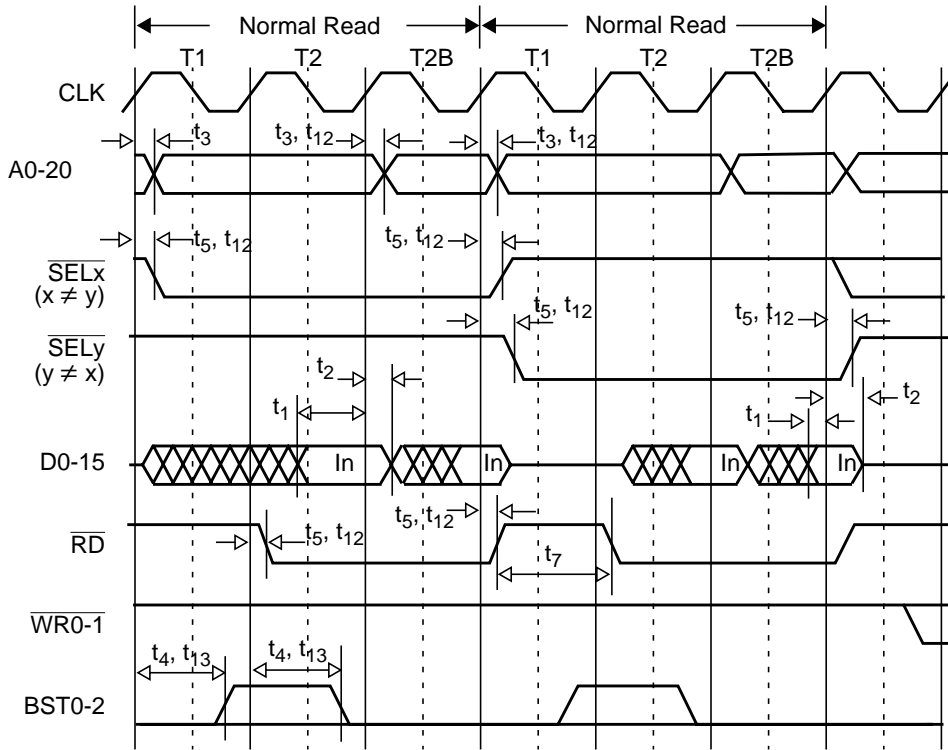 Normal Read Normal Read
T1 T2 T2B T1 T2 T2B
CLK
t3 t3, t12 t3, t12
A0-20
t5, t12 t5, t12
SELx
(x ≠ y)
t5, t12 t5, t12
SELy
(y ≠ x)
t2 t2
t1 t1
D0-15 In In In In
t5, t12
RD t5, t12
t7
WR0-1
t4, t13 t4, t13
BST0-2